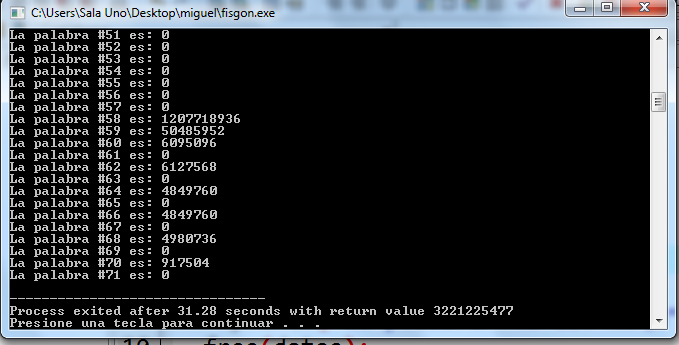 C:\Users\Sala Uno\Desktop\miguel\fisgon.exe
La palabra #51 es: 0
La palabra #52 es: 0
La palabra #53 es: 0
La palabra #54 es: 0
La palabra #55 es: 0
La palabra #56 es: 0
La palabra #57 es: 0
La palabra #58 es: 1207718936
La palabra #59 es: 50485952
La palabra #60 es: 6095096
La palabra #61 es: 0
La palabra #62 es: 6127568
La palabra #63 es: 0
La palabra #64 es: 4849760
La palabra #65 es: 0
La palabra #66 es: 4849760
La palabra #67 es: 0
La palabra #68 es: 4980736
La palabra #69 es: 0
La palabra #70 es: 917504
La palabra #71 es: 0
--------------------------------
Process exited after 31.28 seconds with return value 3221225477
Presione una tecla para continuar . . .